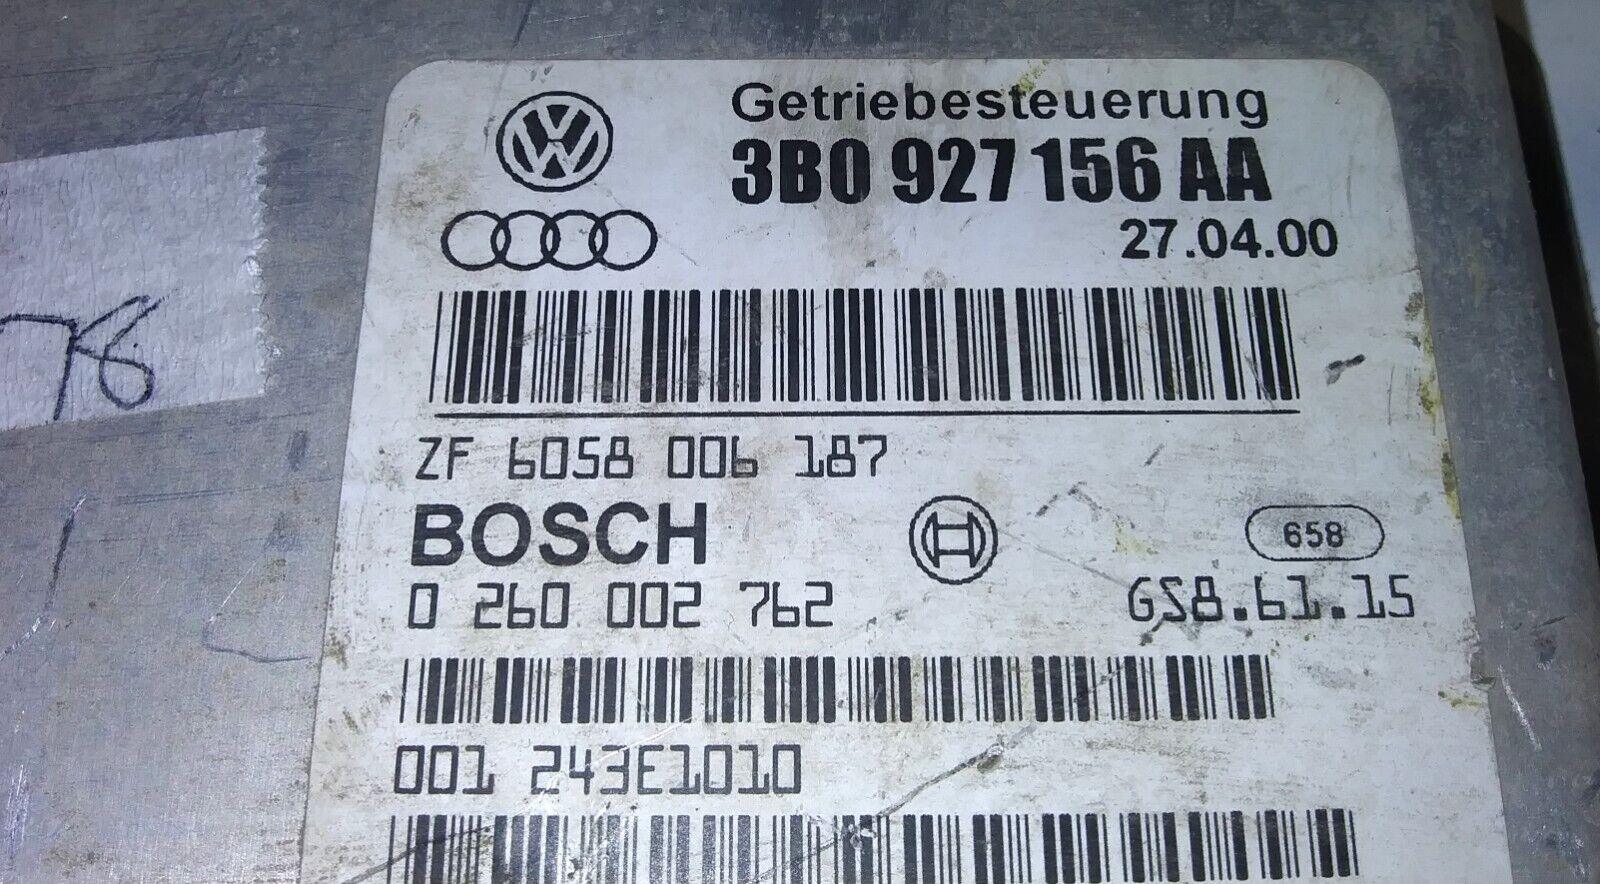 Getriebesteuerung
3B0 927 156 AA
27.04.00
78
ZF 6058 006 187
BOSCH
658
0 260 002 762
GS8.61.15
001 243E1010